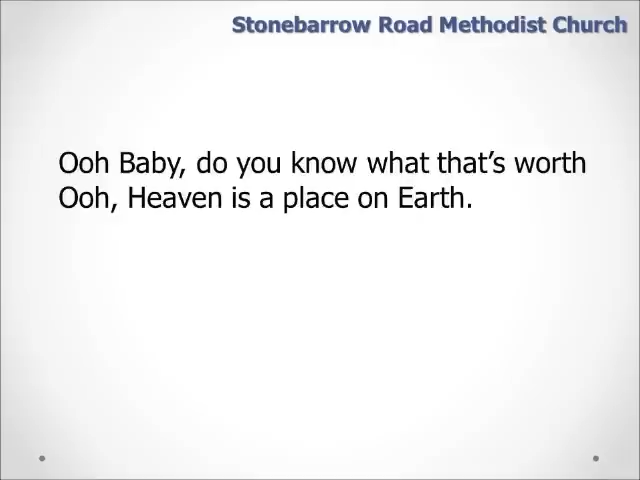 Stonebarrow Road Methodist Church
Ooh Baby, do you know what that’s worth
Ooh, Heaven is a place on Earth.